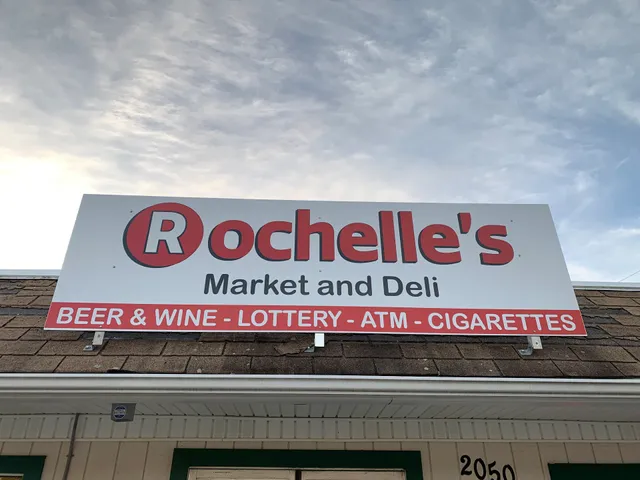 Rochelle's
Market and Deli
BEER & WINE - LOTTERY - ATM - CIGARETTES
2050